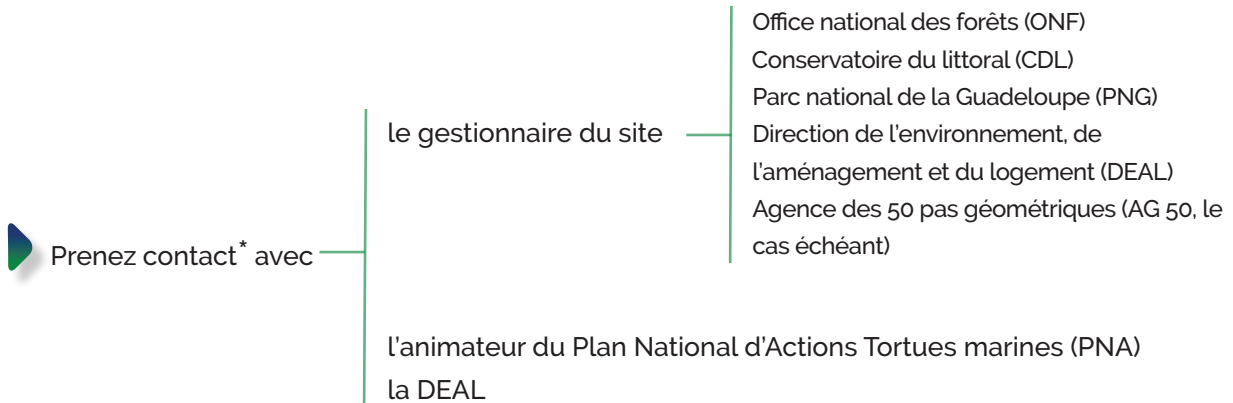 Prenez contact* avec
le gestionnaire du site
Office national des forêts (ONF)
Conservatoire du littoral (CDL)
Parc national de la Guadeloupe (PNG)
Direction de l'environnement, de
l'aménagement et du logement (DEAL)
Agence des 50 pas géométriques (AG 50, le
cas échéant)
l'animateur du Plan National d'Actions Tortues marines (PNA)
la DEAL